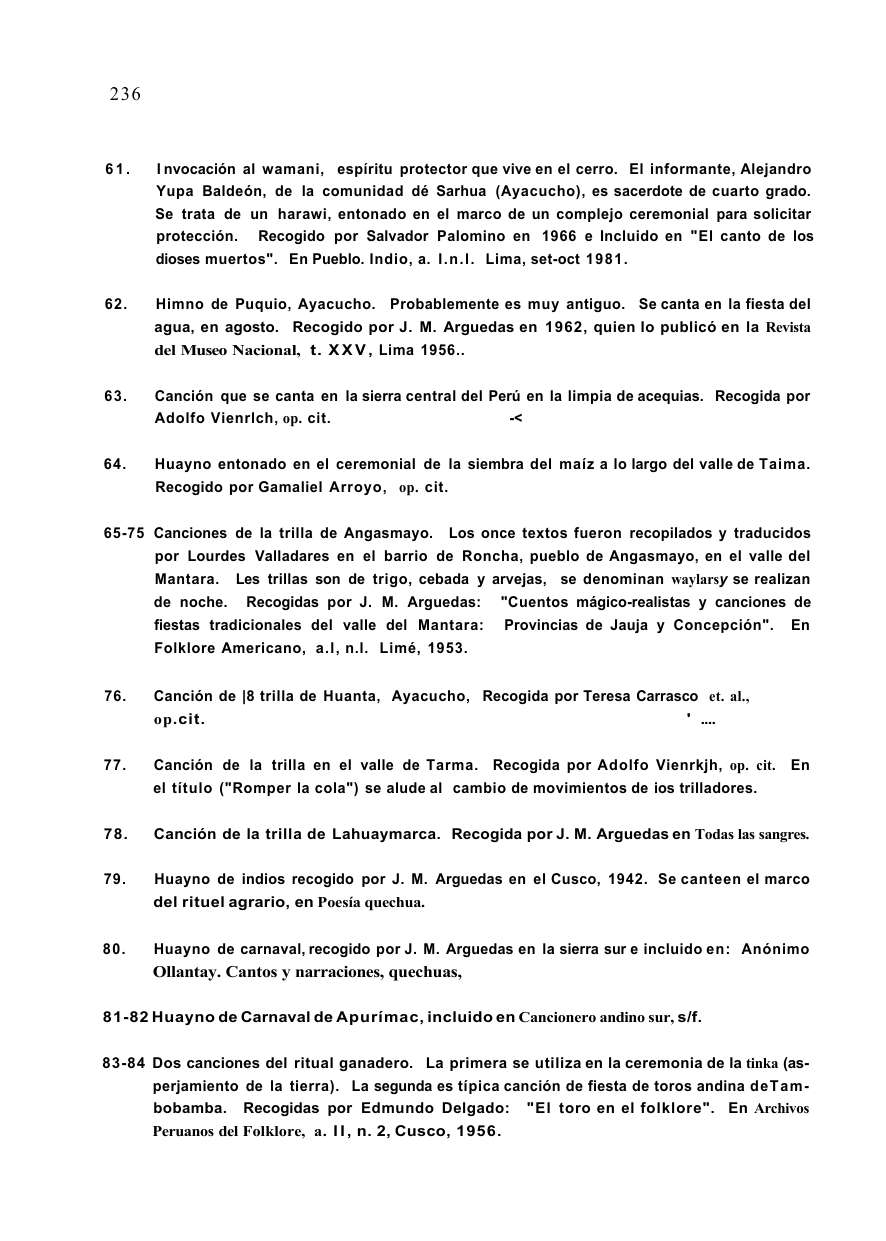 236
61. Invocación al wamani, espíritu protector que vive en el cerro. El informante, Alejandro
Yupa Baldeón, de la comunidad dé Sarhua (Ayacucho), es sacerdote de cuarto grado.
Se trata de un harawi, entonado en el marco de un complejo ceremonial para solicitar
protección. Recogido por Salvador Palomino en 1966 e Incluido en "El canto de los
dioses muertos". En Pueblo. Indio, a. I.n.I. Lima, set-oct 1981.
62. Himno de Puquio, Ayacucho. Probablemente es muy antiguo. Se canta en la fiesta del
agua, en agosto. Recogido por J. M. Arguedas en 1962, quien lo publicó en la Revista
del Museo Nacional, t. XXV, Lima 1956..
63. Canción que se canta en la sierra central del Perú en la limpia de acequias. Recogida por
Adolfo Vienrlch, op. cit. -<
64. Huayno entonado en el ceremonial de la siembra del maíz a lo largo del valle de Taima.
Recogido por Gamaliel Arroyo, op. cit.
65-75 Canciones de la trilla de Angasmayo. Los once textos fueron recopilados y traducidos
por Lourdes Valladares en el barrio de Roncha, pueblo de Angasmayo, en el valle del
Mantara. Les trillas son de trigo, cebada y arvejas, se denominan waylarsy se realizan
de noche. Recogidas por J. M. Arguedas: "Cuentos mágico-realistas y canciones de
fiestas tradicionales del valle del Mantara: Provincias de Jauja y Concepción". En
Folklore Americano, a.I, n.I. Limé, 1953.
76. Canción de |8 trilla de Huanta, Ayacucho, Recogida por Teresa Carrasco et. al.,
op.cit. ' ....
77. Canción de la trilla en el valle de Tarma. Recogida por Adolfo Vienrkjh, op. cit. En
el título ("Romper la cola") se alude al cambio de movimientos de ios trilladores.
78. Canción de la trilla de Lahuaymarca. Recogida por J. M. Arguedas en Todas las sangres.
79. Huayno de indios recogido por J. M. Arguedas en el Cusco, 1942. Se canteen el marco
del rituel agrario, en Poesía quechua.
80. Huayno de carnaval, recogido por J. M. Arguedas en la sierra sur e incluido en: Anónimo
Ollantay. Cantos y narraciones, quechuas,
81-82 Huayno de Carnaval de Apurímac, incluido en Cancionero andino sur, s/f.
83-84 Dos canciones del ritual ganadero. La primera se utiliza en la ceremonia de la tinka (as-
perjamiento de la tierra). La segunda es típica canción de fiesta de toros andina deTam-
bobamba. Recogidas por Edmundo Delgado: "El toro en el folklore". En Archivos
Peruanos del Folklore, a. II, n. 2, Cusco, 1956.